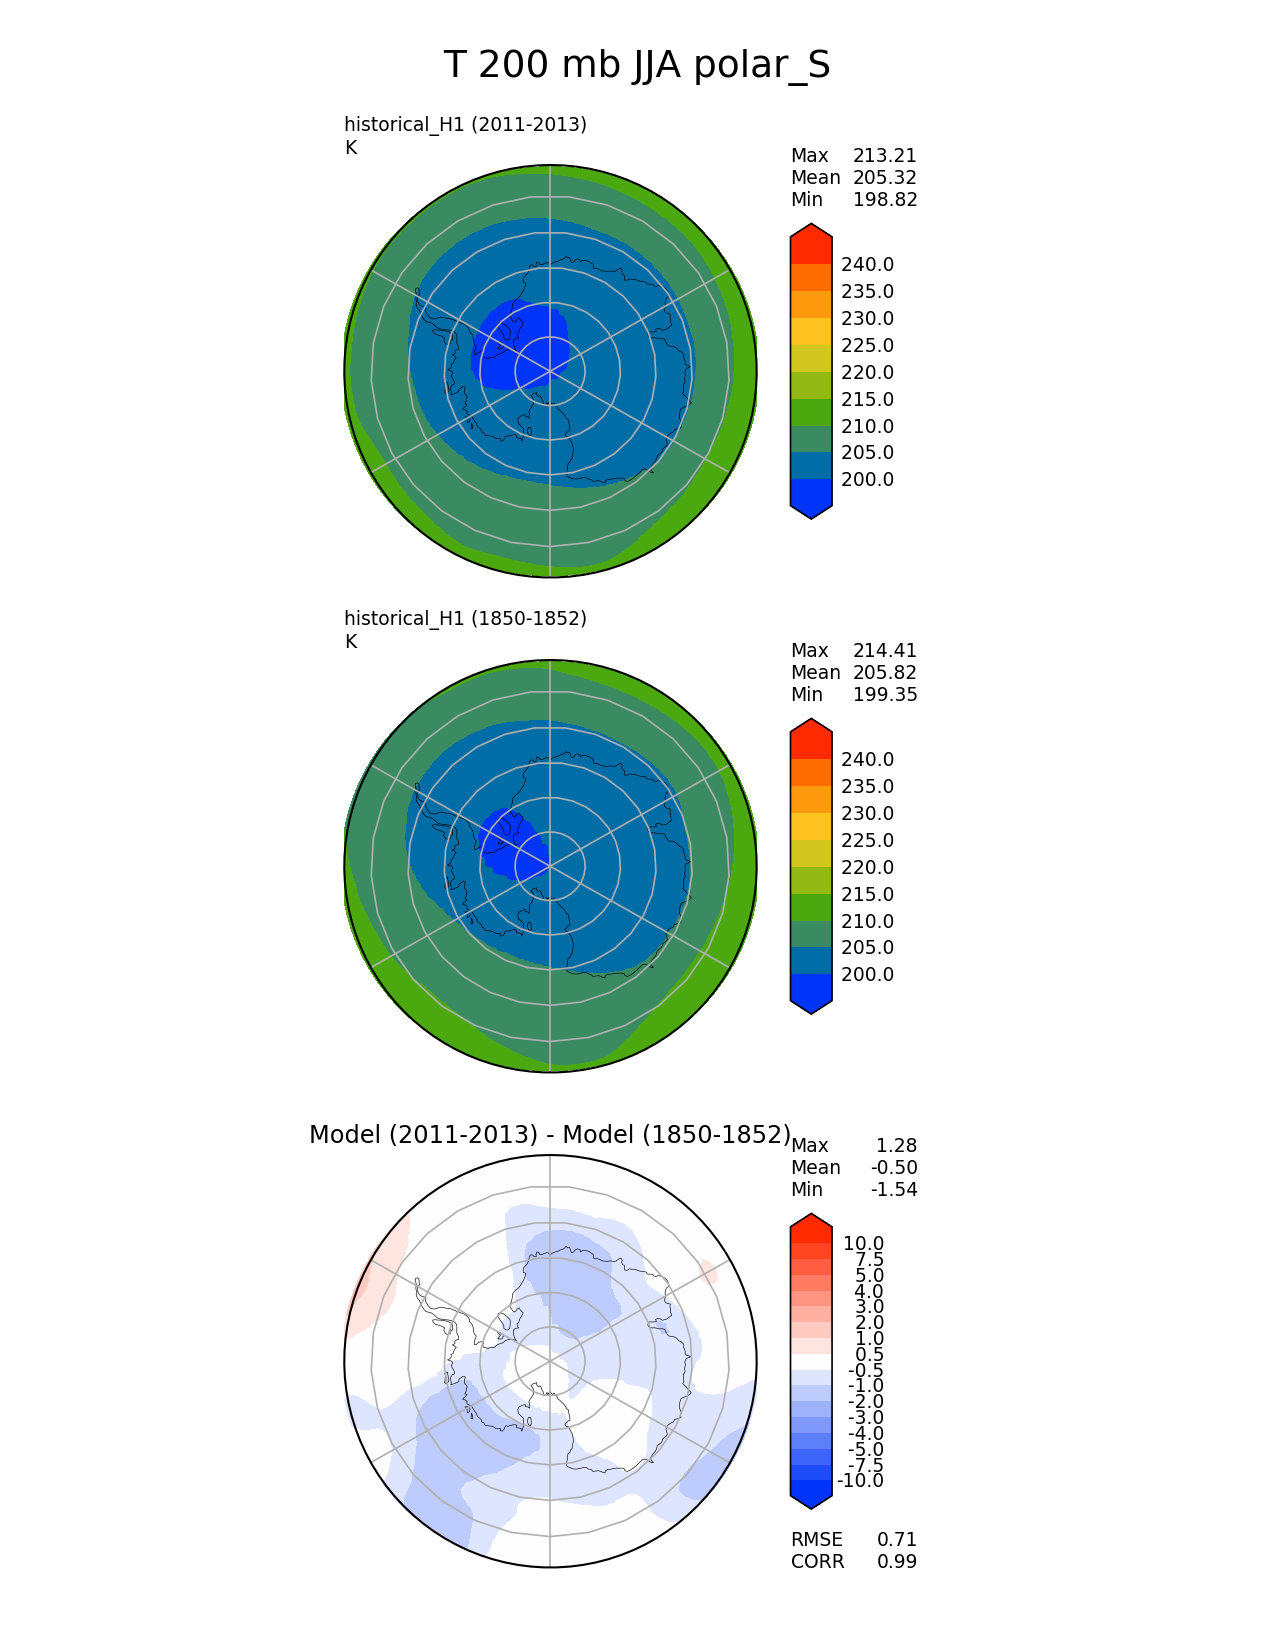 T 200 mb JJA polar_S
historical_H1 (2011-2013)
K
Max 213.21
Mean 205.32
Min 198.82
240.0
235.0
230.0
225.0
220.0
215.0
210.0
205.0
200.0
historical_H1 (1850-1852)
K
Max 214.41
Mean 205.82
Min 199.35
240.0
235.0
230.0
225.0
220.0
215.0
210.0
205.0
200.0
Model (2011-2013) - Model (1850-1852)
Max 1.28
Mean -0.50
Min -1.54
10.0
7.5
5.0
4.0
3.0
2.0
1.0
0.5
-0.5
-1.0
-2.0
-3.0
-4.0
-5.0
-7.5
-10.0
RMSE 0.71
CORR 0.99